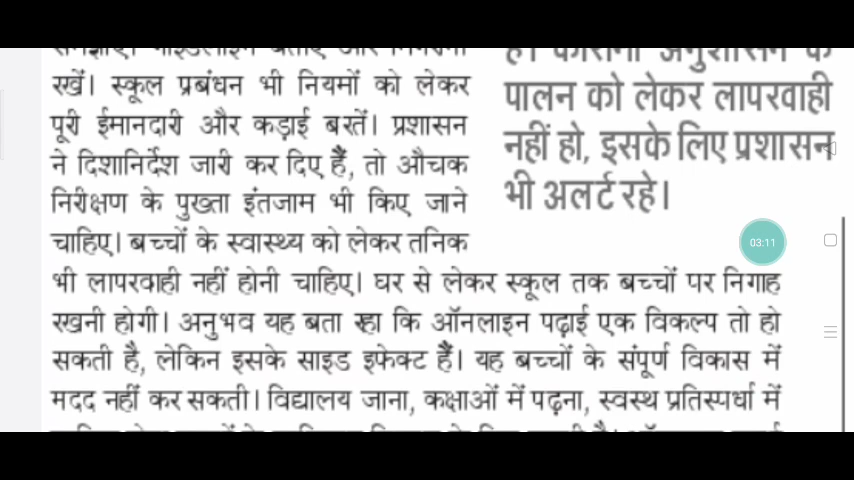 रखें। स्कूल प्रबंधन भी नियमों को लेकर
पूरी ईमानदारी और कड़ाई बरतें। प्रशासन
ने दिशानिर्देश जारी कर दिए हैं, तो औचक
निरीक्षण के पुख्ता इंतजाम भी किए जाने
चाहिए। बच्चों के स्वास्थ्य को लेकर तनिक
भी लापरवाही नहीं होनी चाहिए। घर से लेकर स्कूल तक बच्चों पर निगाह
रखनी होगी। अनुभव यह बता रहा कि ऑनलाइन पढ़ाई एक विकल्प तो हो
सकती है, लेकिन इसके साइड इफेक्ट हैं। यह बच्चों के संपूर्ण विकास में
मदद नहीं कर सकती। विद्यालय जाना, कक्षाओं में पढ़ना, स्वस्थ प्रतिस्पर्धा में
पालन को लेकर लापरवाही
नहीं हो, इसके लिए प्रशासन
भी अलर्ट रहे।
03:11